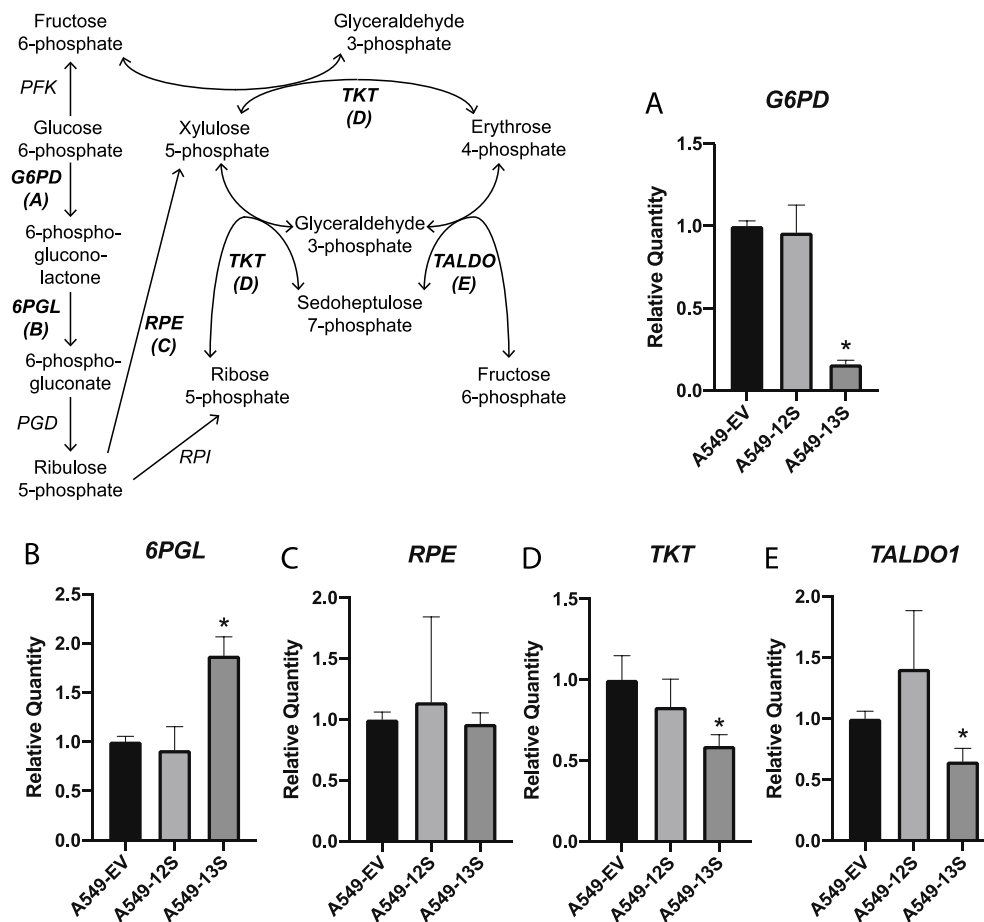 Fructose
6-phosphate
Glyceraldehyde
3-phosphate
PFK
TKT
(D)
Glucose
6-phosphate
Xylulose
5-phosphate
Erythrose
4-phosphate
G6PD
(A)
6-phospho-
glucono-
lactone
Glyceraldehyde
3-phosphate
TKT
(D)
TALDO
(E)
Sedoheptulose
7-phosphate
6PGL
(B)
RPE
(C)
6-phospho-
gluconate
Ribose
5-phosphate
Fructose
6-phosphate
PGD
RPI
Ribulose
5-phosphate
A G6PD
Relative Quantity
1.5
1.0
0.5
0.0
*
A549-EV
A549-12S
A549-13S
B 6PGL
Relative Quantity
2.5
2.0
1.5
1.0
0.5
0.0
*
A549-EV
A549-12S
A549-13S
C RPE
Relative Quantity
2.0
1.5
1.0
0.5
0.0
A549-EV
A549-12S
A549-13S
D TKT
Relative Quantity
1.5
1.0
0.5
0.0
*
A549-EV
A549-12S
A549-13S
E TALDO1
Relative Quantity
2.0
1.5
1.0
0.5
0.0
*
A549-EV
A549-12S
A549-13S